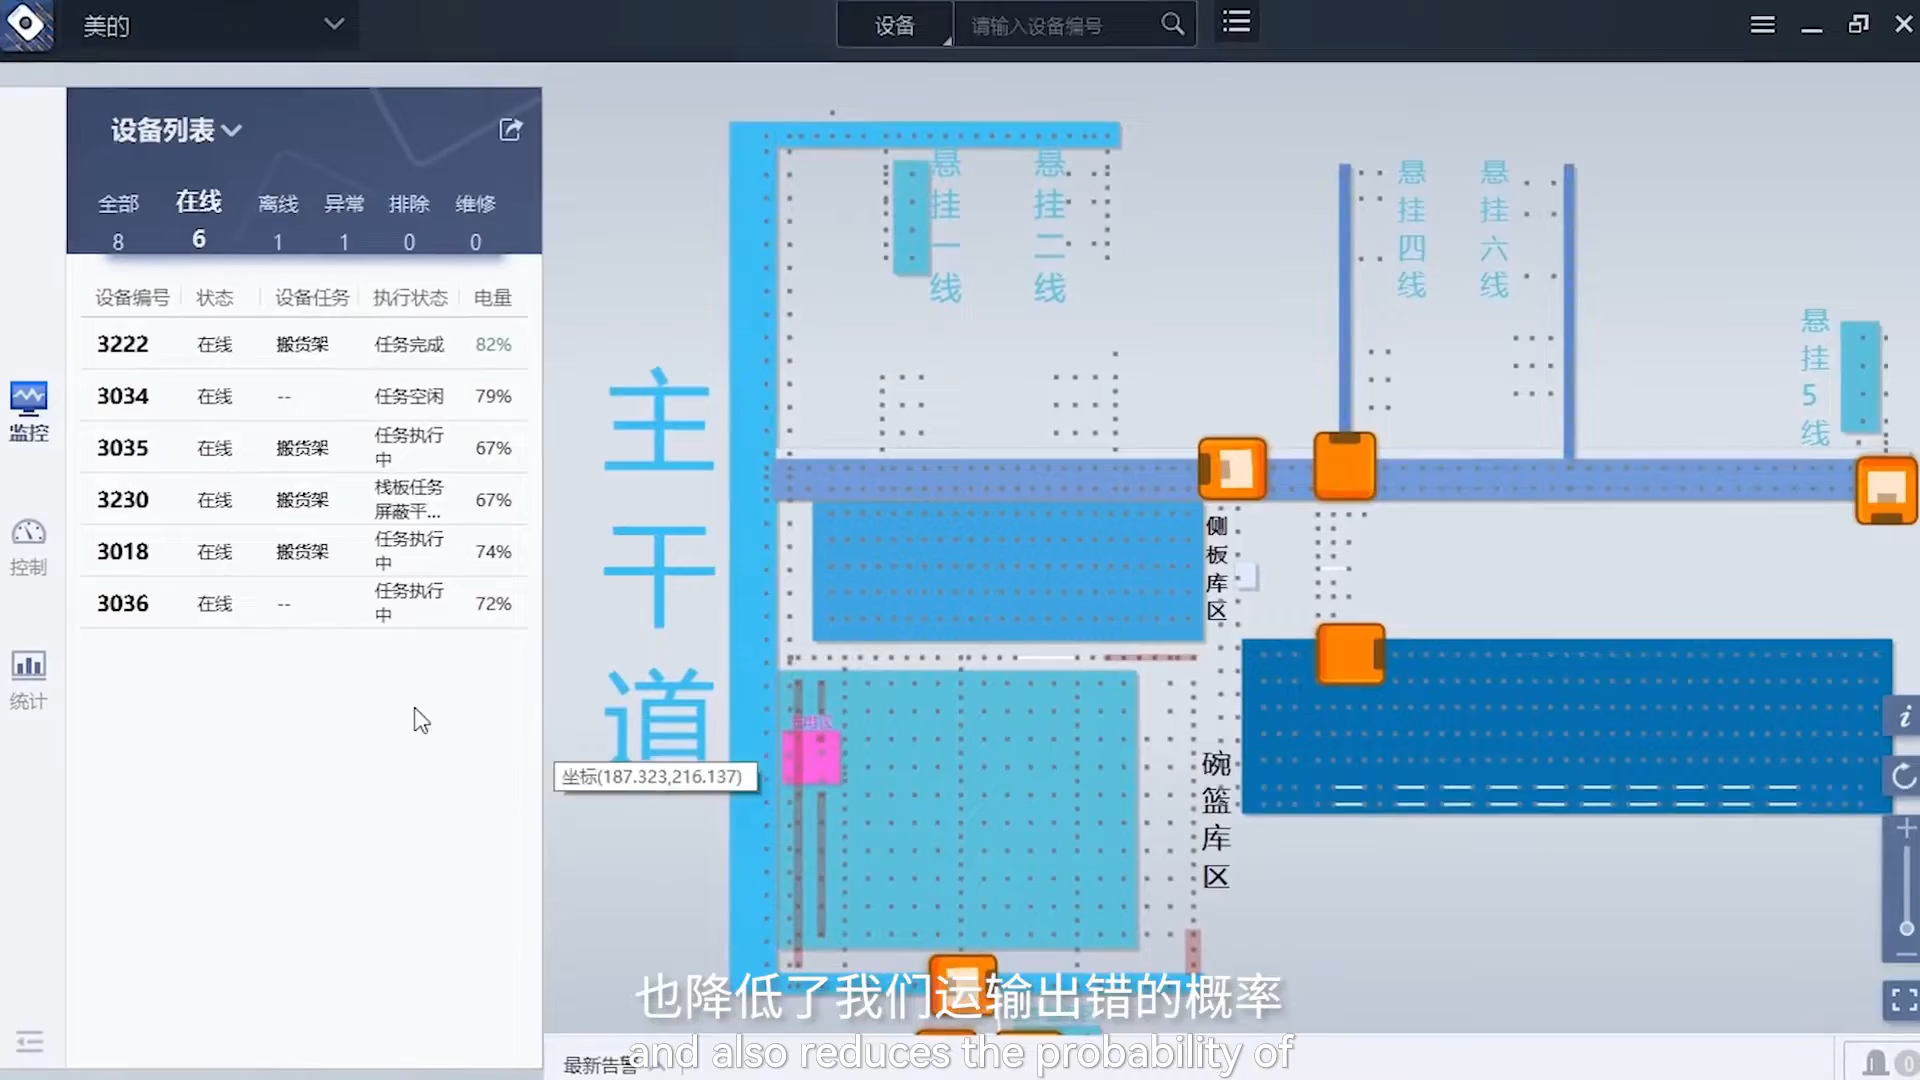 美的
设备
请输入设备编号
设备列表
全部 在线 离线 异常 排除 维修
8 6 1 1 0 0
设备编号 状态 设备任务 执行状态 电量
3222 在线 搬货架 任务完成 82%
3034 在线 -- 任务空闲 79%
3035 在线 搬货架 任务执行中 67%
3230 在线 搬货架 栈板任务屏蔽平... 67%
3018 在线 搬货架 任务执行中 74%
3036 在线 -- 任务执行中 72%
监控
控制
统计
主干道
悬挂一线
悬挂二线
悬挂四线
悬挂六线
悬挂5线
侧板库区
碗篮库区
坐标(187.323,216.137)
也降低了我们运输出错的概率
and also reduces the probability of
最新告警
0